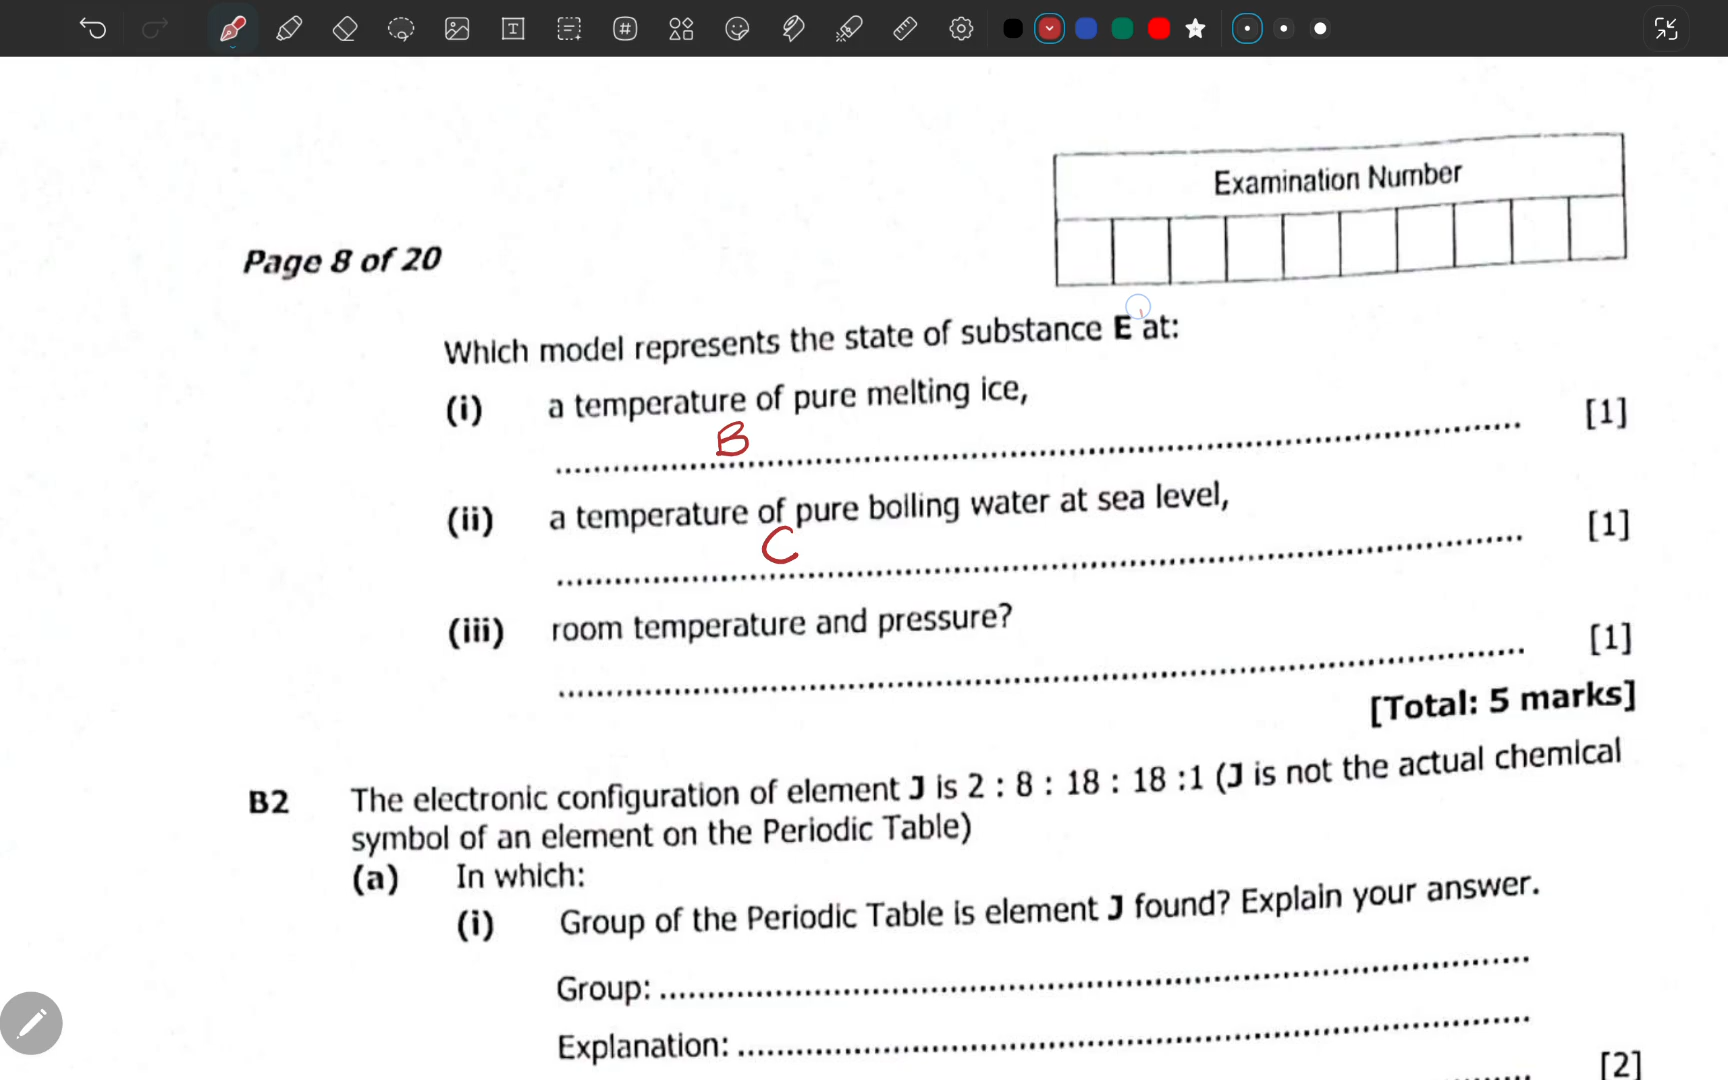 Examination Number
Page 8 of 20
Which model represents the state of substance E at:
(i) a temperature of pure melting ice,
B
[1]
(ii) a temperature of pure boiling water at sea level,
C
[1]
(iii) room temperature and pressure?
[1]
[Total: 5 marks]
B2 The electronic configuration of element J is 2 : 8 : 18 : 18 :1 (J is not the actual chemical
symbol of an element on the Periodic Table)
(a) In which:
(i) Group of the Periodic Table is element J found? Explain your answer.
Group:
Explanation:
[2]